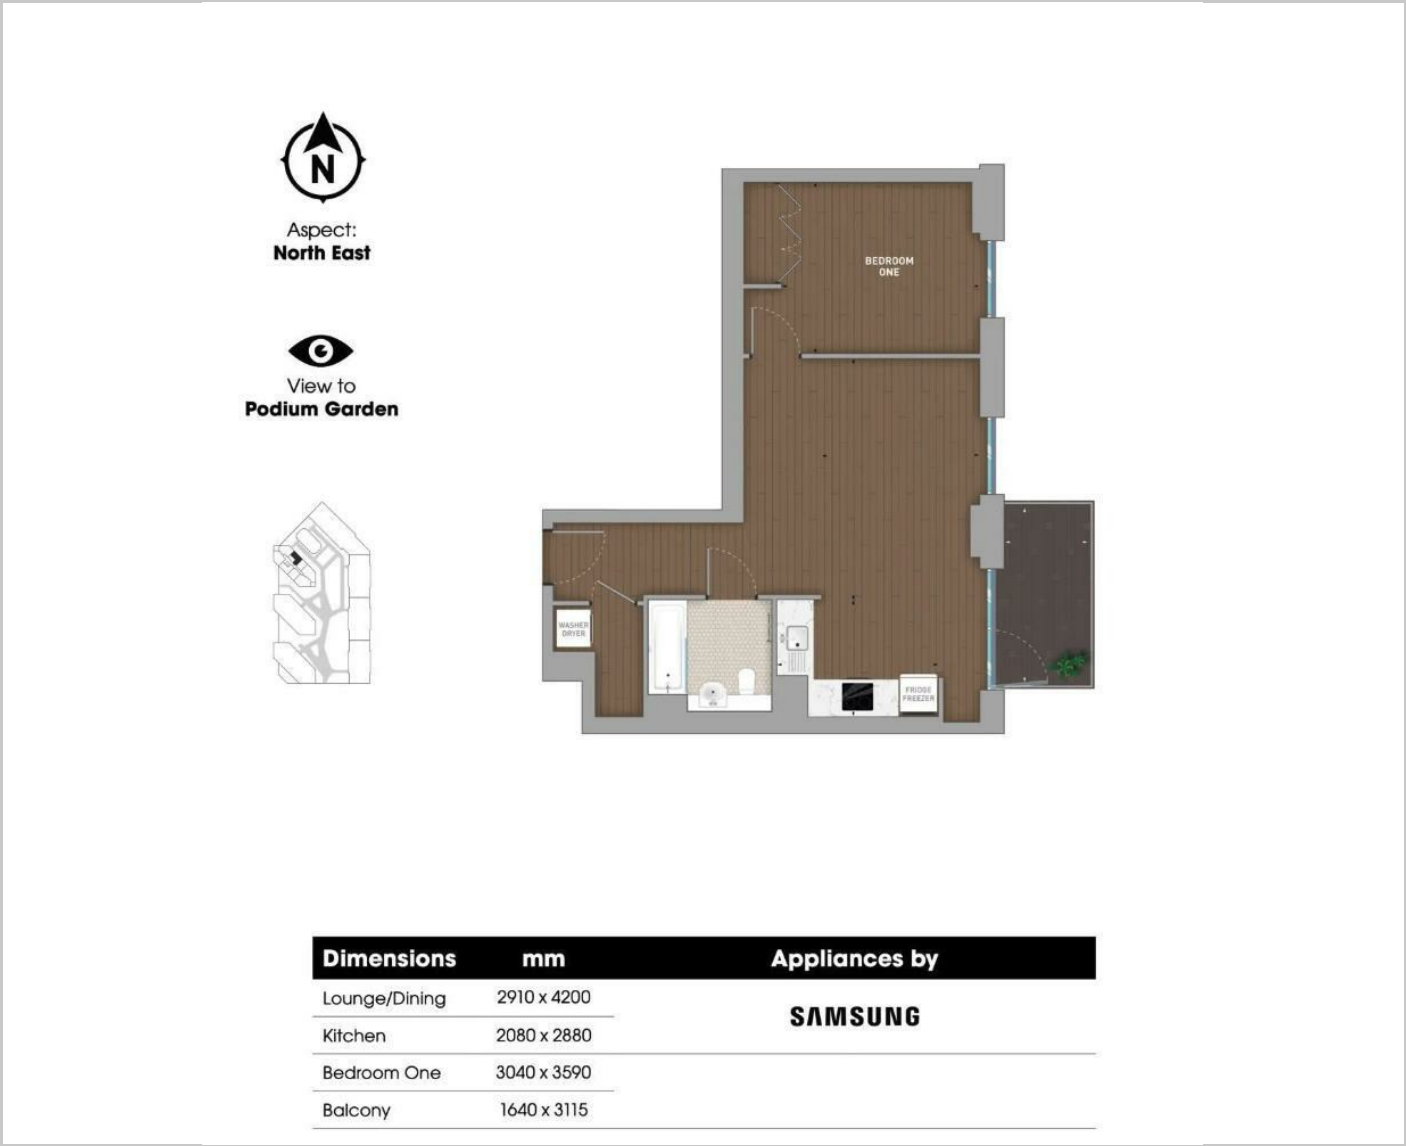 N
Aspect:
North East
View to
Podium Garden
BEDROOM
ONE
WASHER
DRYER
FRIDGE
FREEZER
Dimensions mm Appliances by
Lounge/Dining 2910 x 4200
SAMSUNG
Kitchen 2080 x 2880
Bedroom One 3040 x 3590
Balcony 1640 x 3115